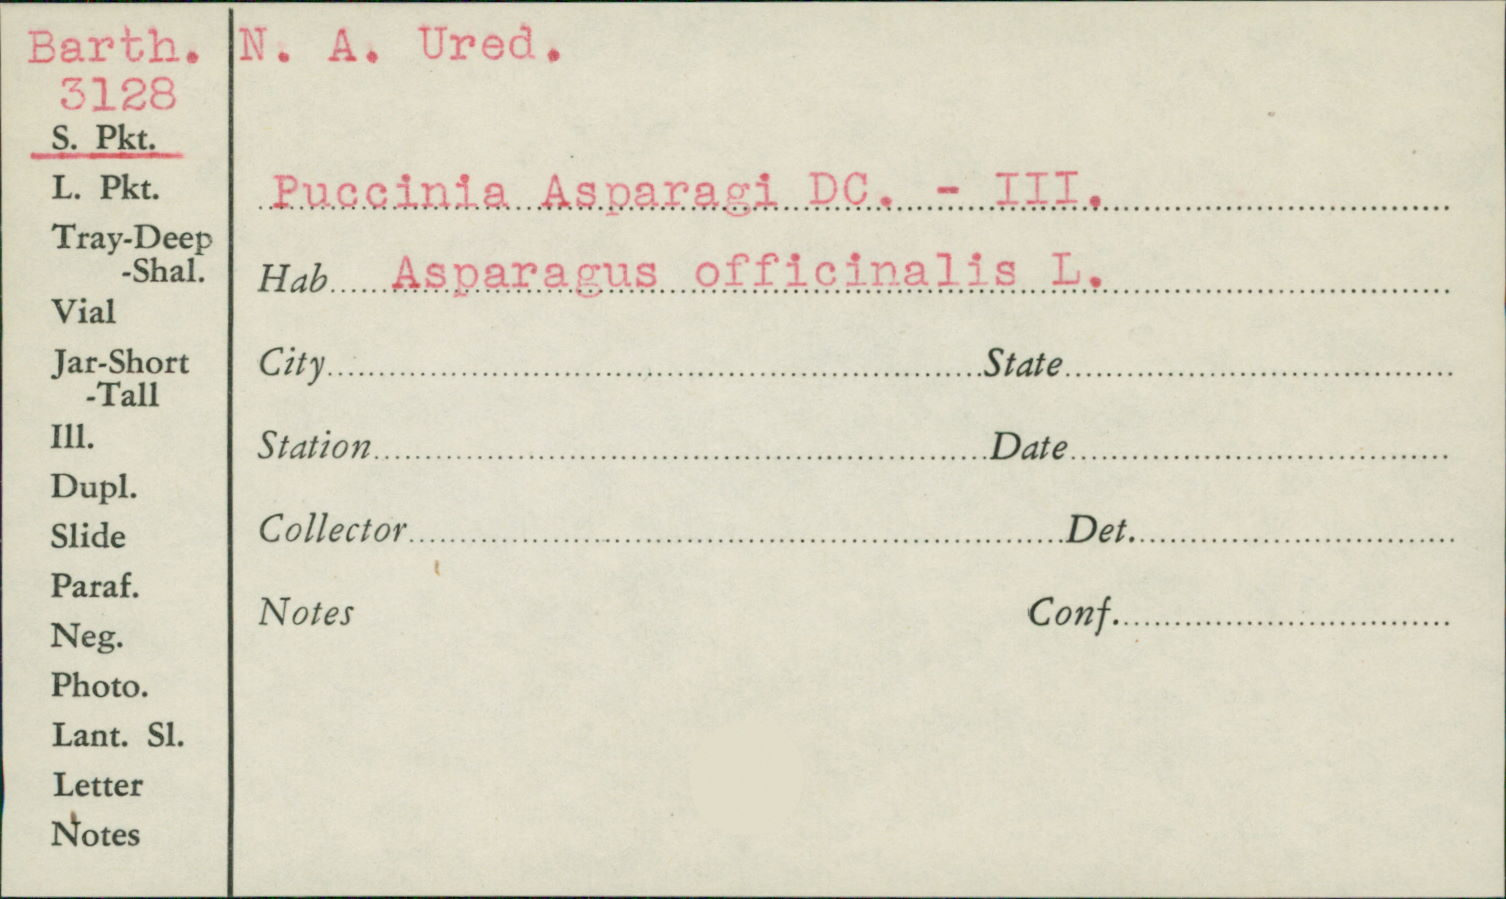 Barth. N. A. Ured.
3128
S. Pkt.
L. Pkt.
Puccinia Asparagi DC. - III.
Tray-Deep
-Shal.
Hab. Asparagus officinalis L.
Vial
Jar-Short
-Tall
City State
Ill.
Station Date
Dupl.
Slide
Collector Det.
Paraf.
Notes Conf.
Neg.
Photo.
Lant. Sl.
Letter
Notes